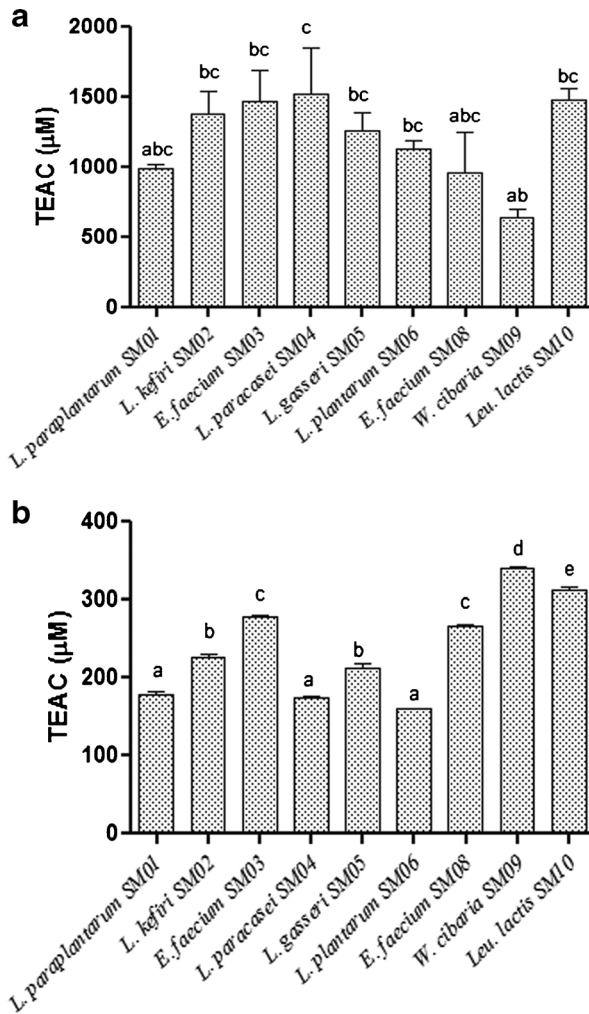 a
2000
1500
1000
500
0
TEAC (μM)
abc
bc
bc
c
bc
bc
abc
ab
bc
L. paraplantarum SM01
L. kefiri SM02
E. faecium SM03
L. paracasei SM04
L. gasseri SM05
L. plantarum SM06
E. faecium SM08
W. cibaria SM09
Leu. lactis SM10
b
400
300
200
100
0
TEAC (μM)
a
b
c
a
b
a
c
d
e
L. paraplantarum SM01
L. kefiri SM02
E. faecium SM03
L. paracasei SM04
L. gasseri SM05
L. plantarum SM06
E. faecium SM08
W. cibaria SM09
Leu. lactis SM10